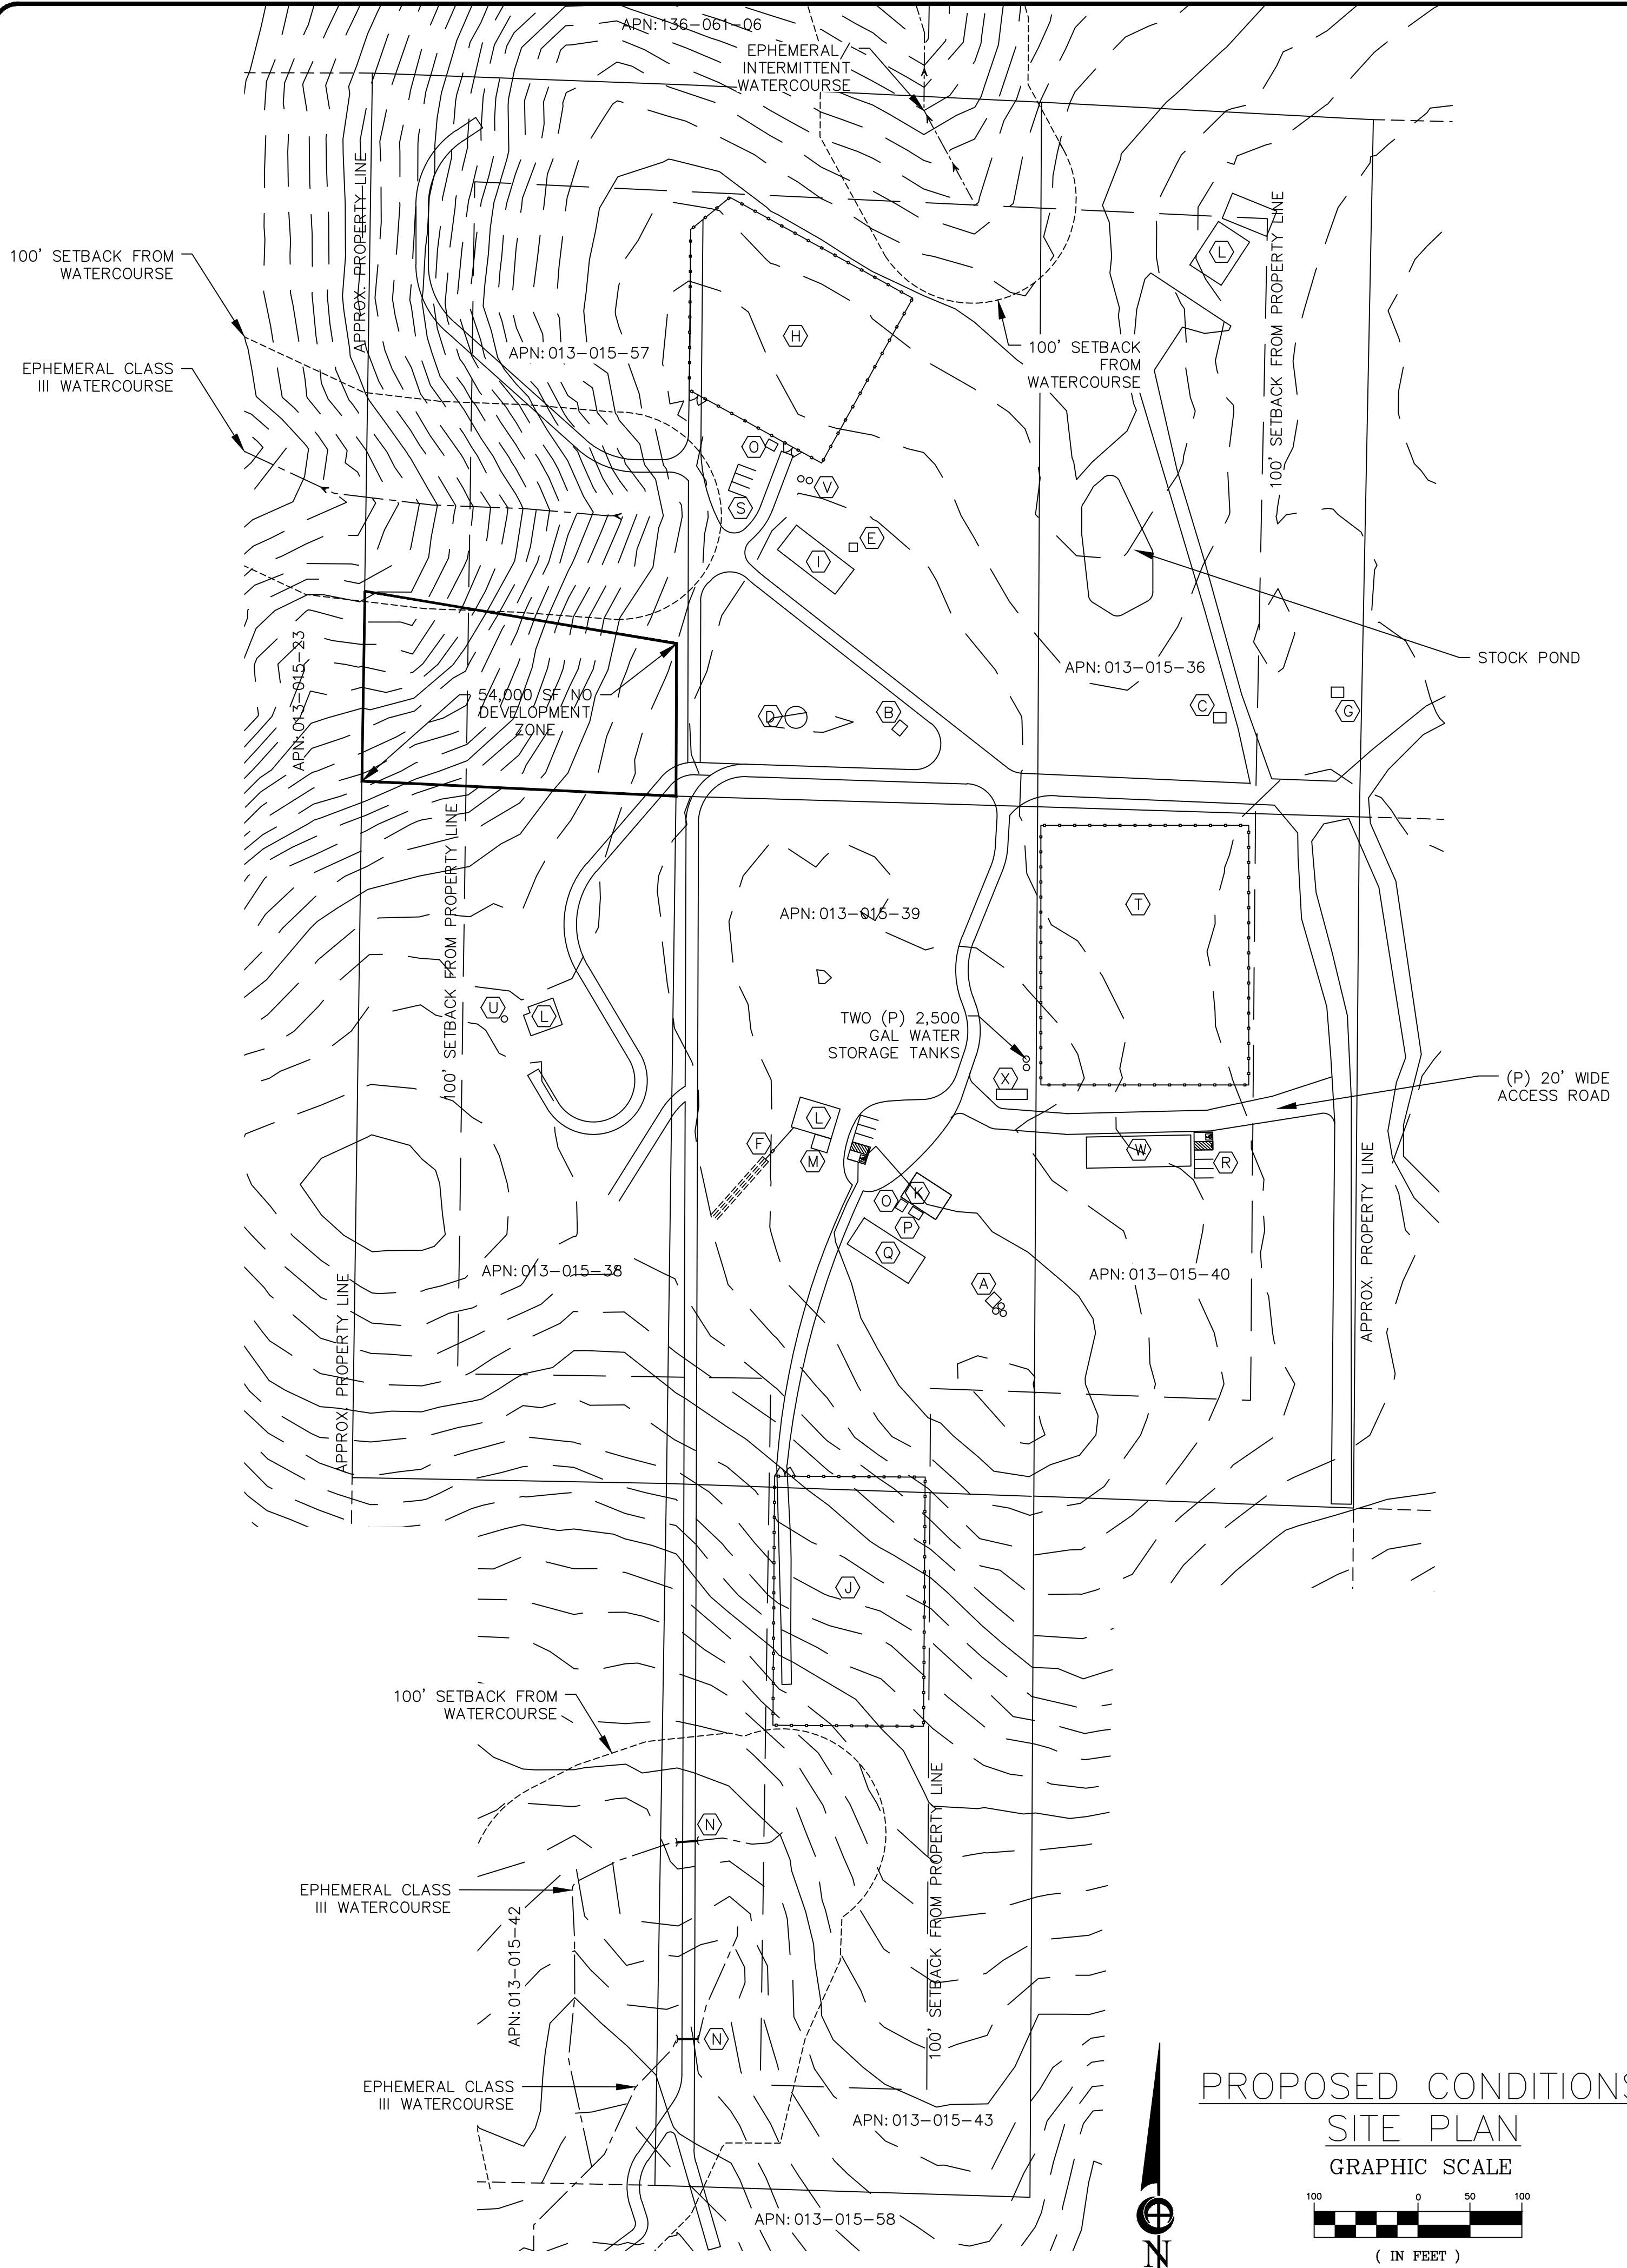 APN: 136-061-06
EPHEMERAL/
INTERMITTENT
WATERCOURSE
APPROX. PROPERTY LINE
100' SETBACK FROM
WATERCOURSE
EPHEMERAL CLASS
III WATERCOURSE
APN: 013-015-57
H
L
100' SETBACK FROM PROPERTY LINE
100' SETBACK
FROM
WATERCOURSE
O
V
S
E
I
STOCK POND
APN: 013-015-36
APN: 013-015-23
54,000 SF NO
DEVELOPMENT
ZONE
D
B
C
G
100' SETBACK FROM PROPERTY LINE
APN: 013-015-39
T
U
L
TWO (P) 2,500
GAL WATER
STORAGE TANKS
X
(P) 20' WIDE
ACCESS ROAD
L
F
M
W
R
K
O
P
Q
A
APN: 013-015-38
APN: 013-015-40
APPROX. PROPERTY LINE
APPROX. PROPERTY LINE
J
100' SETBACK FROM
WATERCOURSE
N
100' SETBACK FROM PROPERTY LINE
EPHEMERAL CLASS
III WATERCOURSE
APN: 013-015-42
N
EPHEMERAL CLASS
III WATERCOURSE
APN: 013-015-43
APN: 013-015-58
N
PROPOSED CONDITIONS
SITE PLAN
GRAPHIC SCALE
100 0 50 100
( IN FEET )